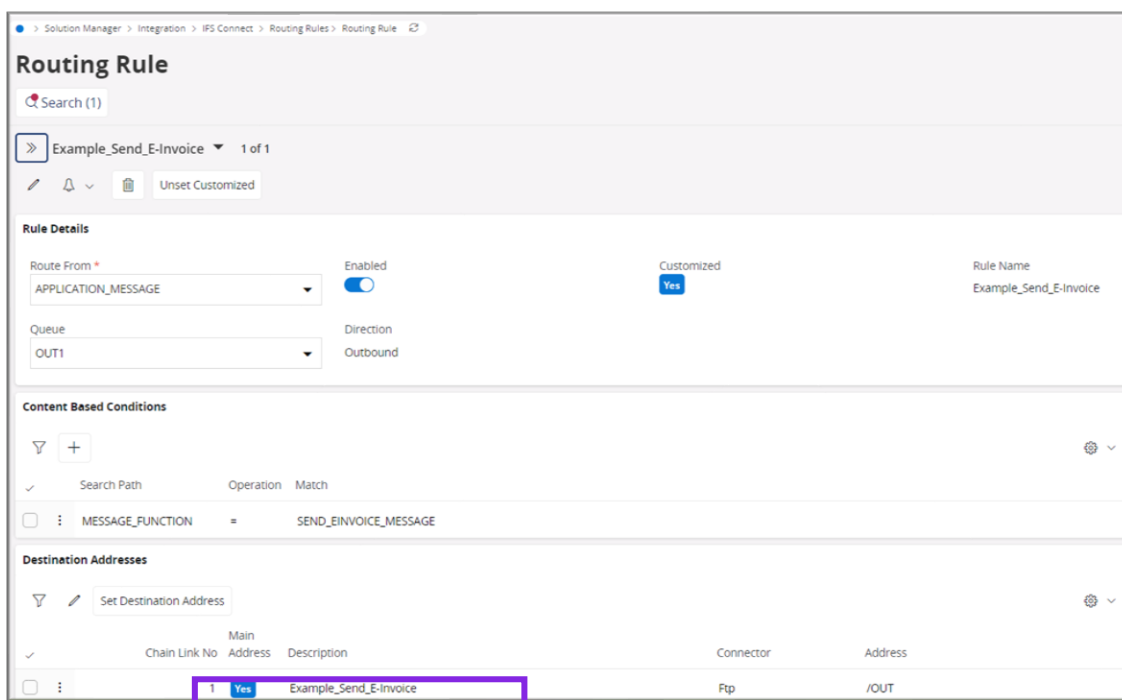 > Solution Manager > Integration > IFS Connect > Routing Rules > Routing Rule
Routing Rule
Search (1)
Example_Send_E-Invoice 1 of 1
Unset Customized
Rule Details
Route From * Enabled Customized Rule Name
APPLICATION_MESSAGE Yes Example_Send_E-Invoice
Queue Direction
OUT1 Outbound
Content Based Conditions
Search Path Operation Match
MESSAGE_FUNCTION = SEND_EINVOICE_MESSAGE
Destination Addresses
Set Destination Address
Main
Chain Link No Address Description Connector Address
1 Yes Example_Send_E-Invoice Ftp /OUT